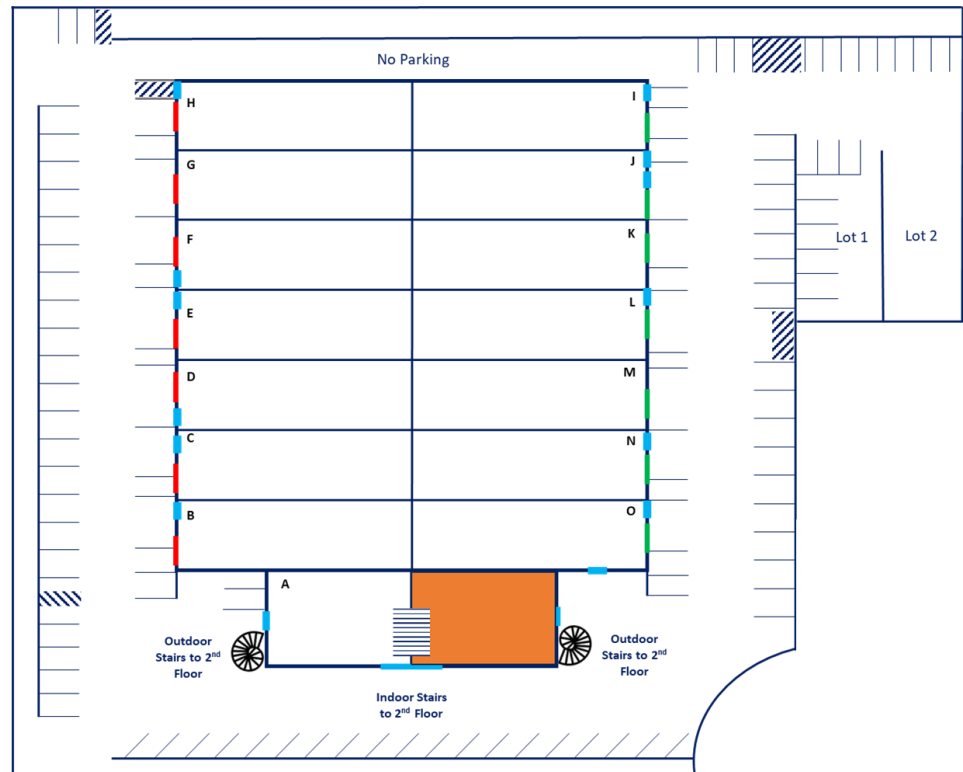 No Parking
H
I
G
J
F
K
Lot 1
Lot 2
E
L
D
M
C
N
B
O
A
Outdoor
Stairs to 2nd
Floor
Outdoor
Stairs to 2nd
Floor
Indoor Stairs
to 2nd Floor